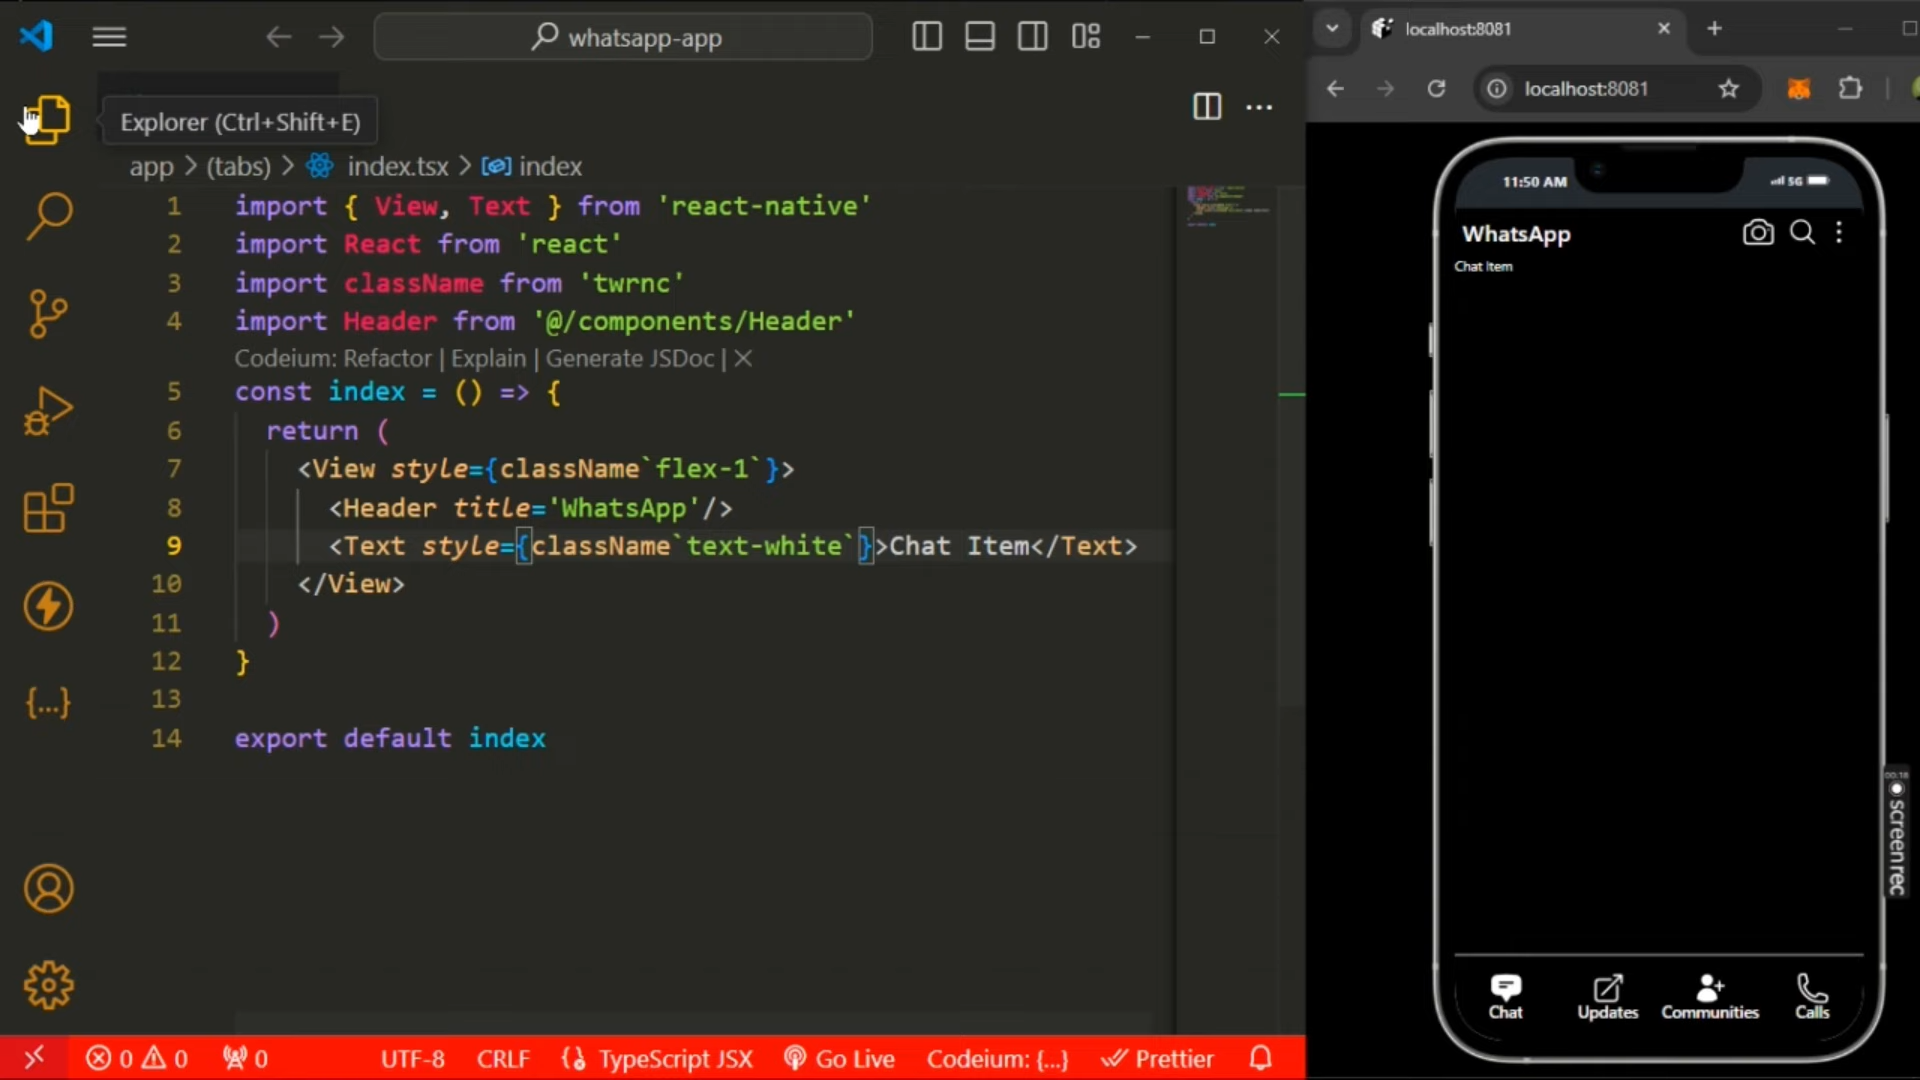 whatsapp-app
Explorer (Ctrl+Shift+E)
app > (tabs) > index.tsx > index
1 import { View, Text } from 'react-native'
2 import React from 'react'
3 import className from 'twrnc'
4 import Header from '@/components/Header'
Codeium: Refactor | Explain | Generate JSDoc | ×
5 const index = () => {
6 return (
7 <View style={className`flex-1`}>
8 <Header title='WhatsApp'/>
9 <Text style={className`text-white`}>Chat Item</Text>
10 </View>
11 )
12 }
13
14 export default index
0 0 0 UTF-8 CRLF TypeScript JSX Go Live Codeium: {...} Prettier
localhost:8081
localhost:8081
11:50 AM 5G
WhatsApp
Chat Item
Chat Updates Communities Calls
00:18
screenrec